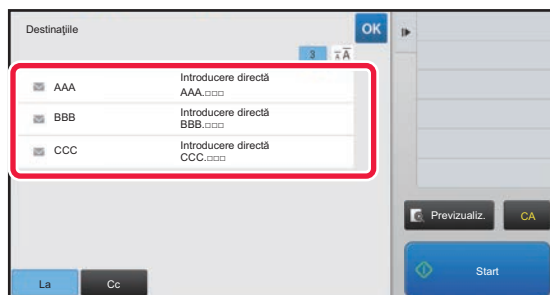 Destinaţiile
OK
3 A A
AAA Introducere directă
AAA.□□□
BBB Introducere directă
BBB.□□□
CCC Introducere directă
CCC.□□□
Previzualiz. CA
Start
La Cc